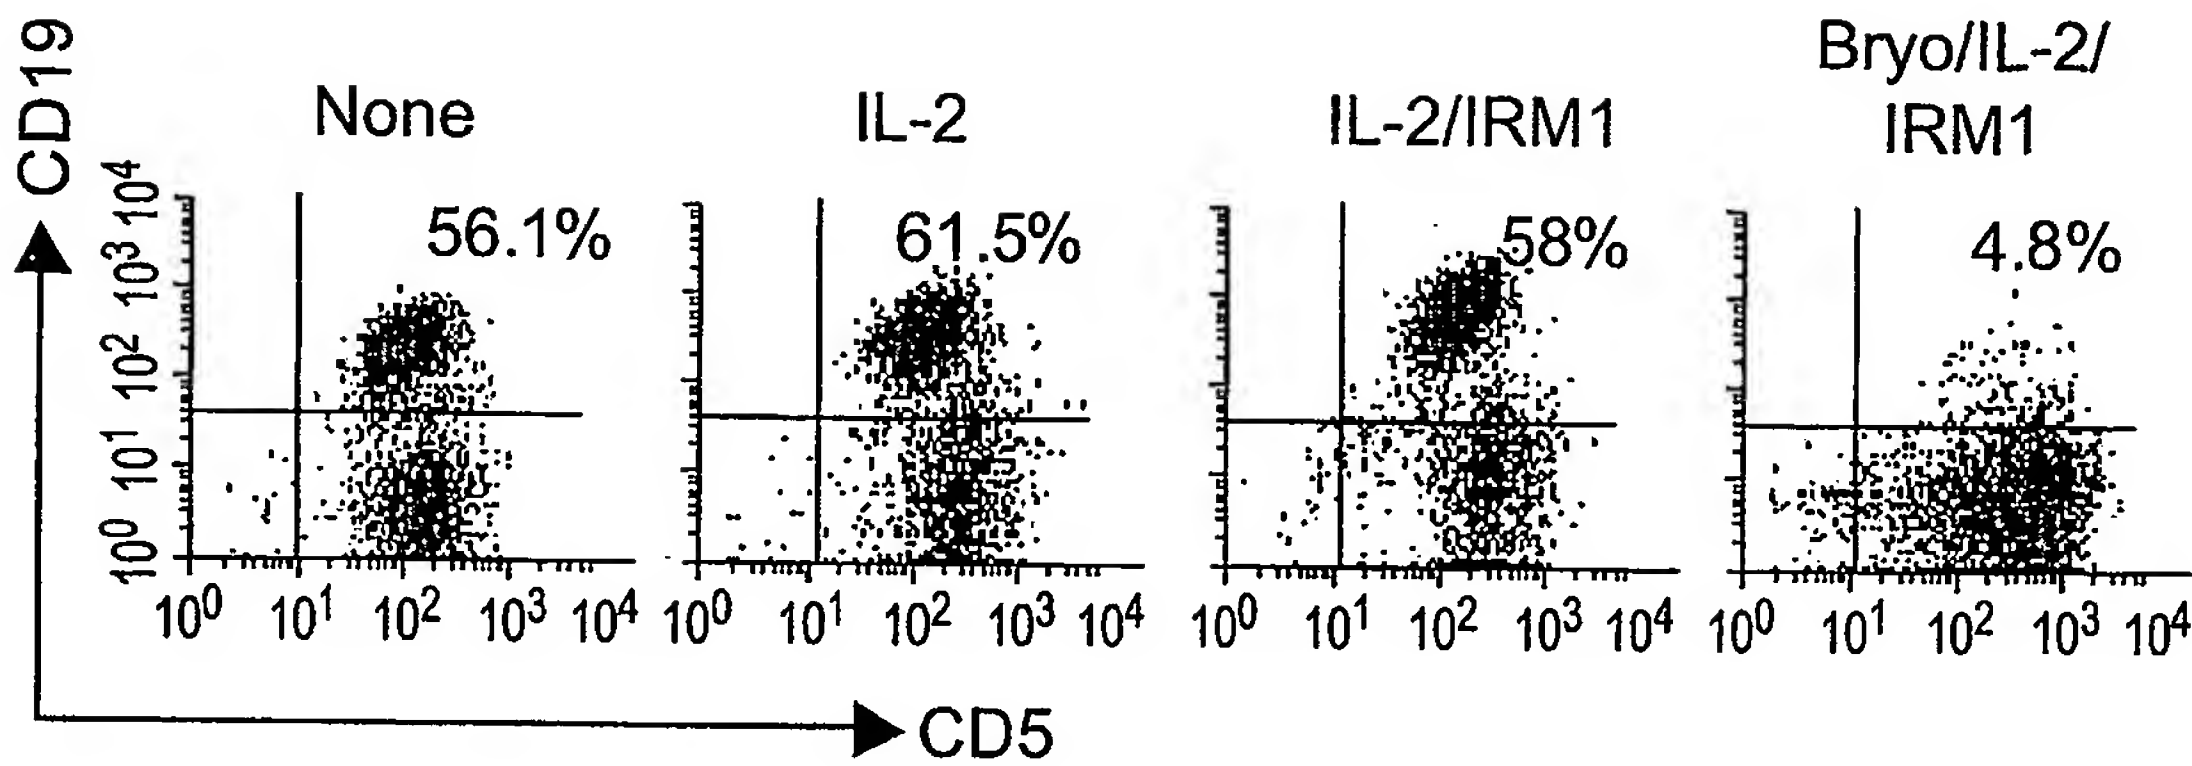 CD19
None
IL-2
IL-2/IRM1
Bryo/IL-2/
IRM1
56.1%
61.5%
58%
4.8%
10⁴
10³
10²
10¹
10⁰
10⁰ 10¹ 10² 10³ 10⁴
10⁰ 10¹ 10² 10³ 10⁴
10⁰ 10¹ 10² 10³ 10⁴
10⁰ 10¹ 10² 10³ 10⁴
CD5